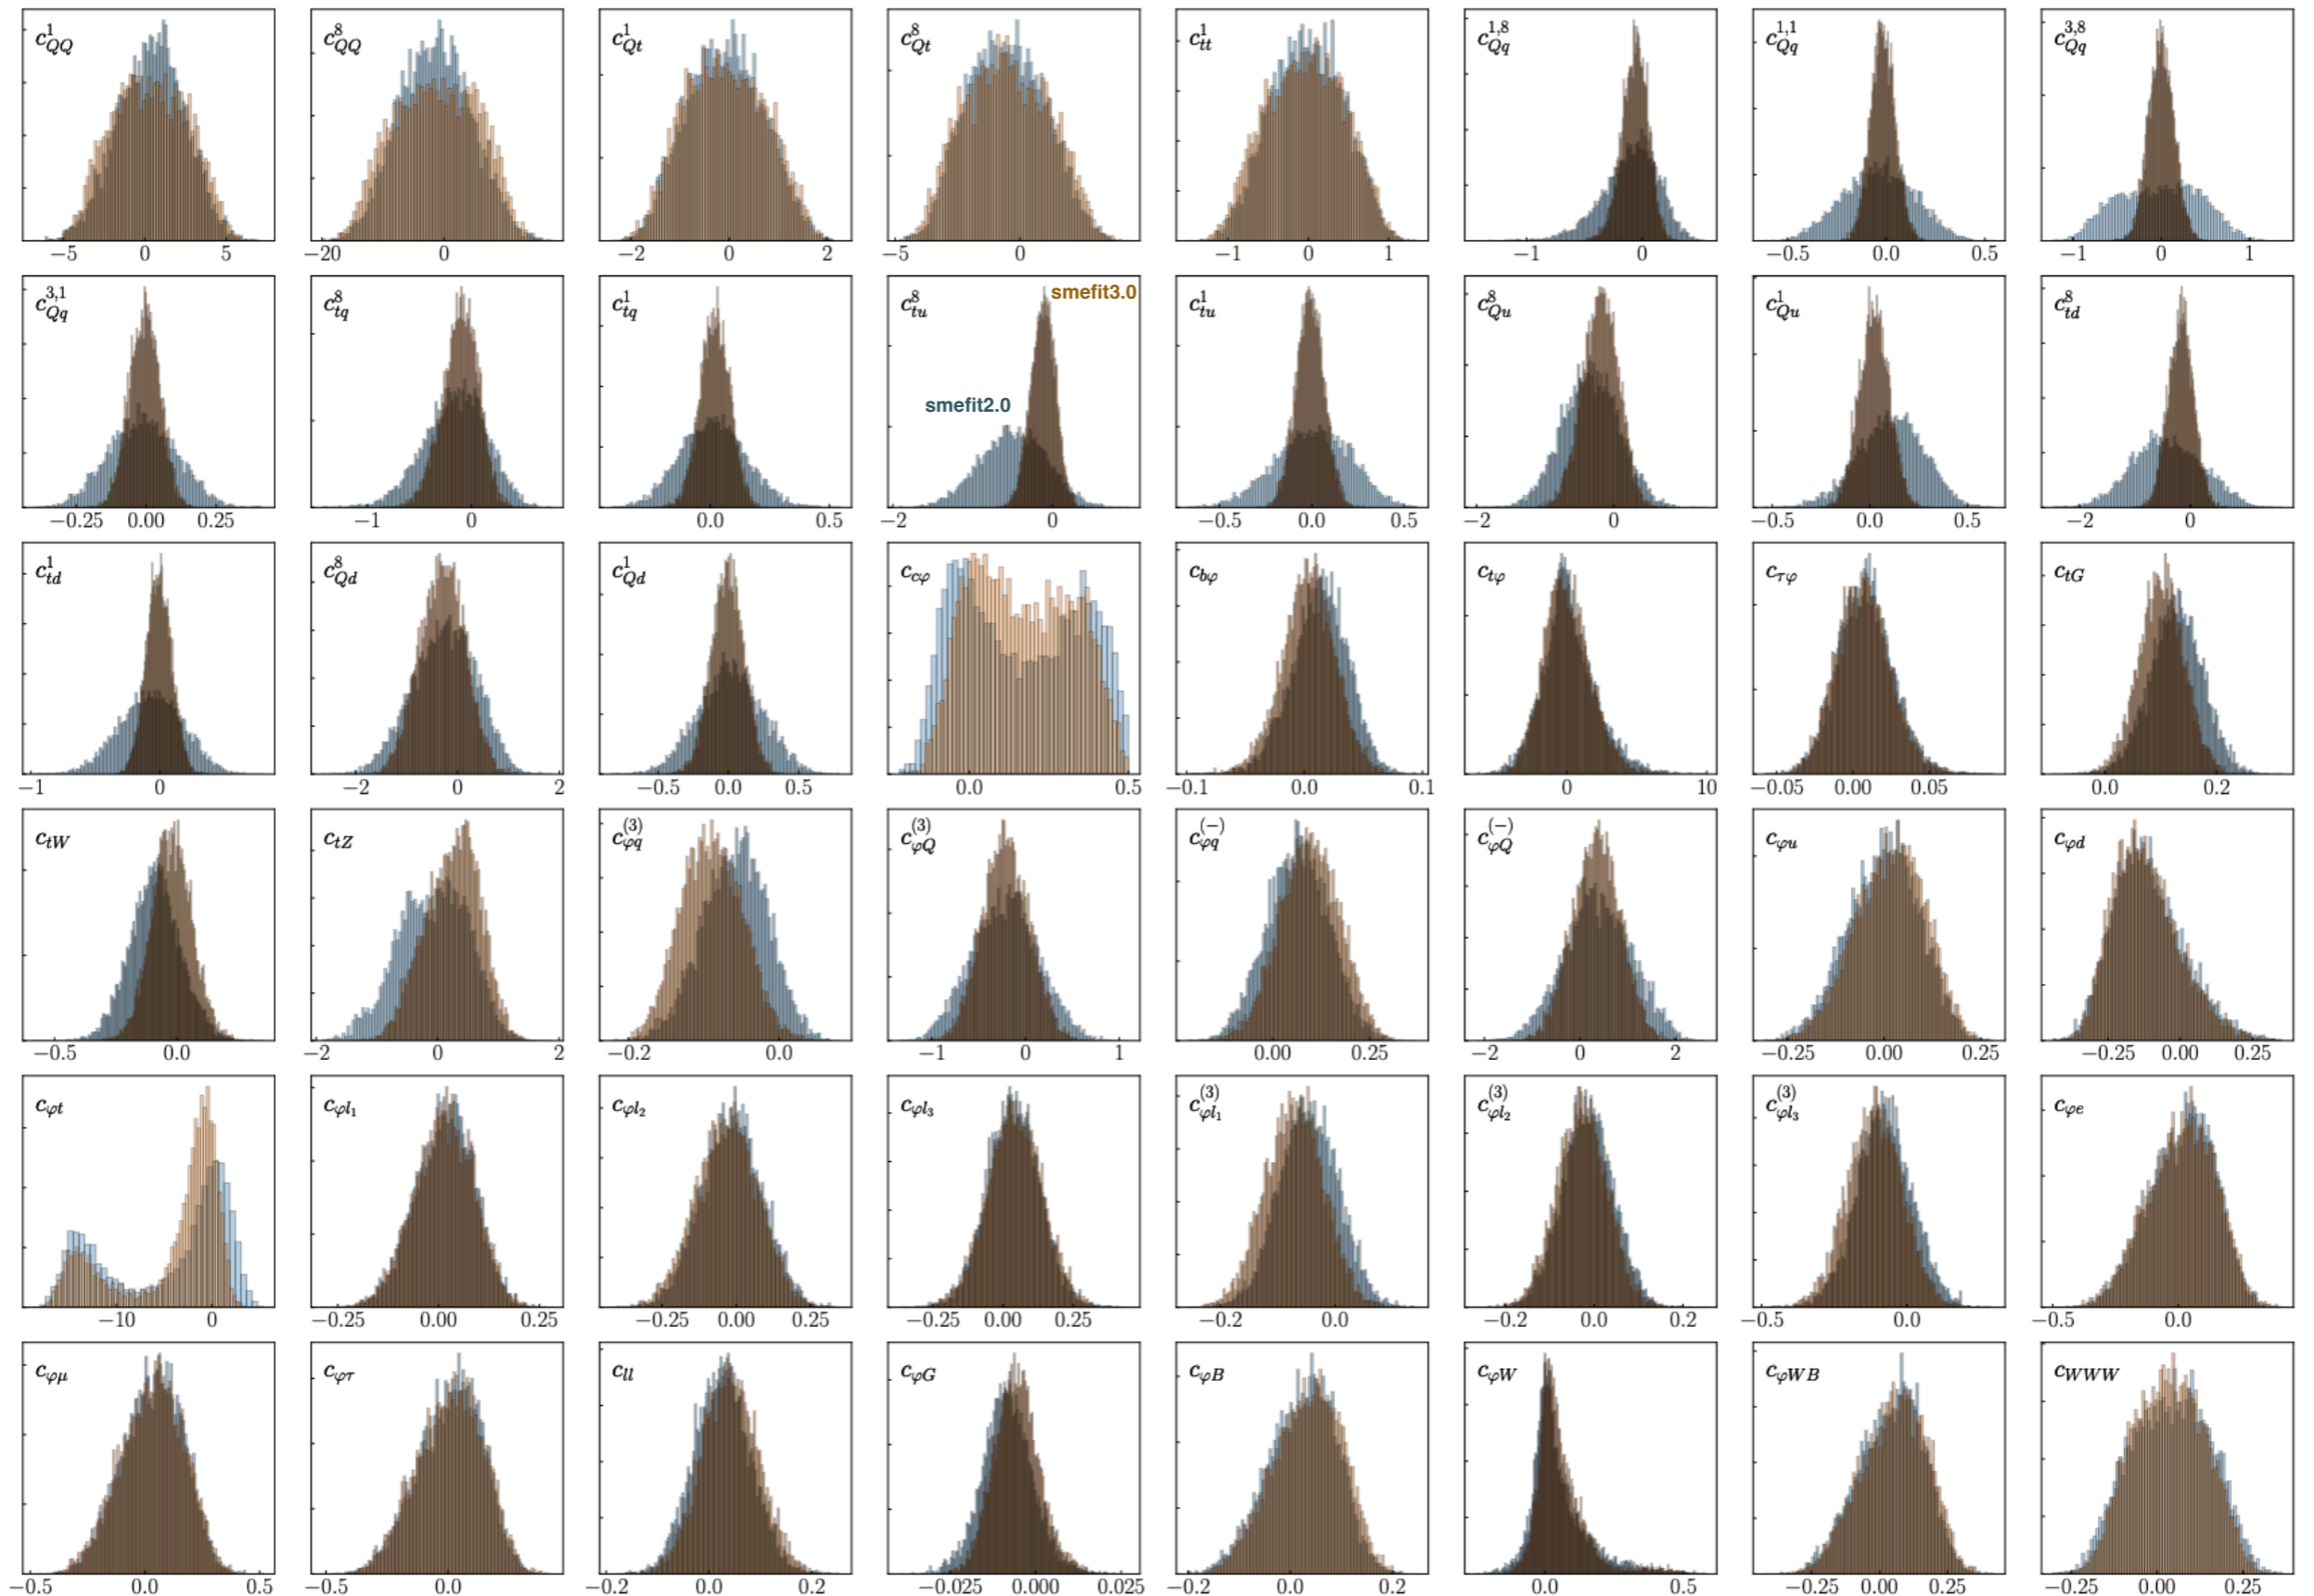 c^1_{QQ} c^8_{QQ} c^1_{Qt} c^8_{Qt} c^1_{tt} c^{1,8}_{Qq} c^{1,1}_{Qq} c^{3,8}_{Qq}
−5 0 5 −20 0 −2 0 2 −5 0 −1 0 1 −1 0 −0.5 0.0 0.5 −1 0 1
c^{3,1}_{Qq} c^8_{tq} c^1_{tq} c^8_{tu} smefit3.0 c^1_{tu} c^8_{Qu} c^1_{Qu} c^8_{td}
smefit2.0
−0.25 0.00 0.25 −1 0 0.0 0.5 −2 0 −0.5 0.0 0.5 −2 0 −0.5 0.0 0.5 −2 0
c^1_{td} c^8_{Qd} c^1_{Qd} c_{cφ} c_{bφ} c_{tφ} c_{τφ} c_{tG}
−1 0 −2 0 2 −0.5 0.0 0.5 0.0 0.5 −0.1 0.0 0.1 0 10 −0.05 0.00 0.05 0.0 0.2
c_{tW} c_{tZ} c^{(3)}_{φq} c^{(3)}_{φQ} c^{(−)}_{φq} c^{(−)}_{φQ} c_{φu} c_{φd}
−0.5 0.0 −2 0 2 −0.2 0.0 −1 0 1 0.00 0.25 −2 0 2 −0.25 0.00 0.25 −0.25 0.00 0.25
c_{φt} c_{φl_1} c_{φl_2} c_{φl_3} c^{(3)}_{φl_1} c^{(3)}_{φl_2} c^{(3)}_{φl_3} c_{φe}
−10 0 −0.25 0.00 0.25 −0.25 0.00 0.25 −0.25 0.00 0.25 −0.2 0.0 −0.2 0.0 0.2 −0.5 0.0 −0.5 0.0
c_{φμ} c_{φτ} c_{ll} c_{φG} c_{φB} c_{φW} c_{φWB} c_{WWW}
−0.5 0.0 0.5 −0.5 0.0 −0.2 0.0 0.2 −0.025 0.000 0.025 −0.2 0.0 0.2 0.0 0.5 −0.25 0.00 0.25 −0.25 0.00 0.25